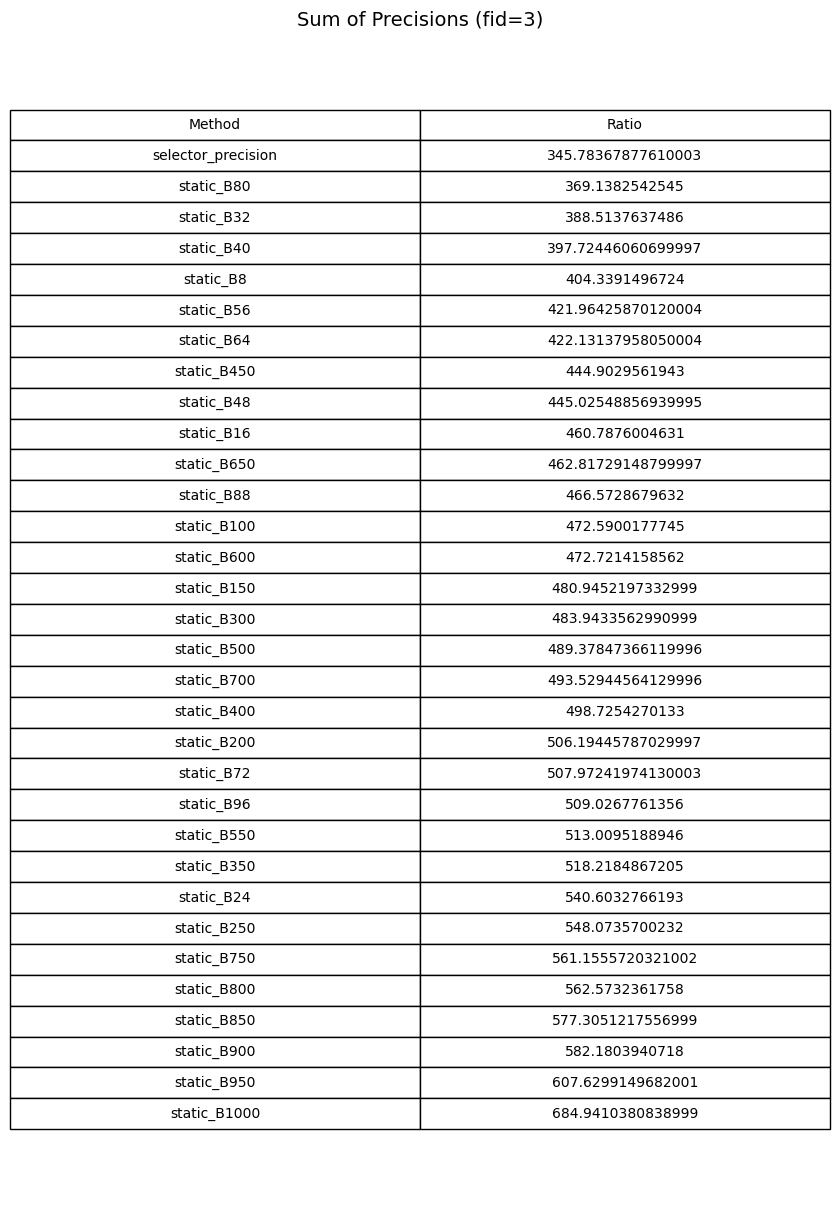 Sum of Precisions (fid=3)
Method Ratio
selector_precision 345.78367877610003
static_B80 369.1382542545
static_B32 388.5137637486
static_B40 397.72446060699997
static_B8 404.3391496724
static_B56 421.96425870120004
static_B64 422.13137958050004
static_B450 444.9029561943
static_B48 445.02548856939995
static_B16 460.7876004631
static_B650 462.81729148799997
static_B88 466.5728679632
static_B100 472.5900177745
static_B600 472.7214158562
static_B150 480.9452197332999
static_B300 483.9433562990999
static_B500 489.37847366119996
static_B700 493.52944564129996
static_B400 498.7254270133
static_B200 506.19445787029997
static_B72 507.97241974130003
static_B96 509.0267761356
static_B550 513.0095188946
static_B350 518.2184867205
static_B24 540.6032766193
static_B250 548.0735700232
static_B750 561.1555720321002
static_B800 562.5732361758
static_B850 577.3051217556999
static_B900 582.1803940718
static_B950 607.6299149682001
static_B1000 684.9410380838999